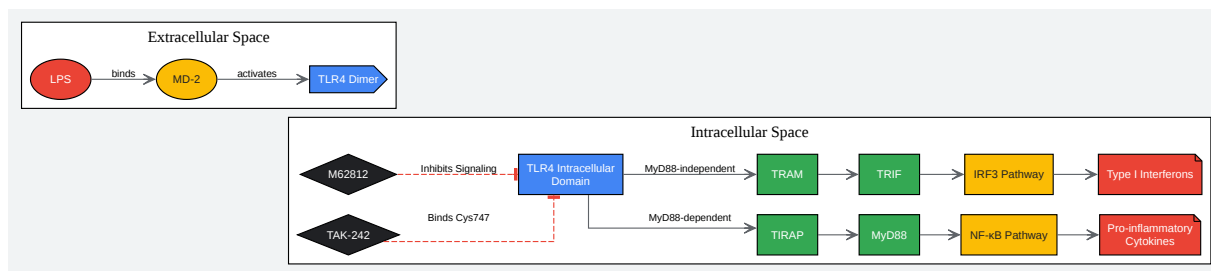 Extracellular Space
LPS
binds
MD-2
activates
TLR4 Dimer
Intracellular Space
M62812
Inhibits Signaling
TLR4 Intracellular
Domain
MyD88-independent
TRAM
TRIF
IRF3 Pathway
Type I Interferons
TAK-242
Binds Cys747
MyD88-dependent
TIRAP
MyD88
NF-κB Pathway
Pro-inflammatory
Cytokines